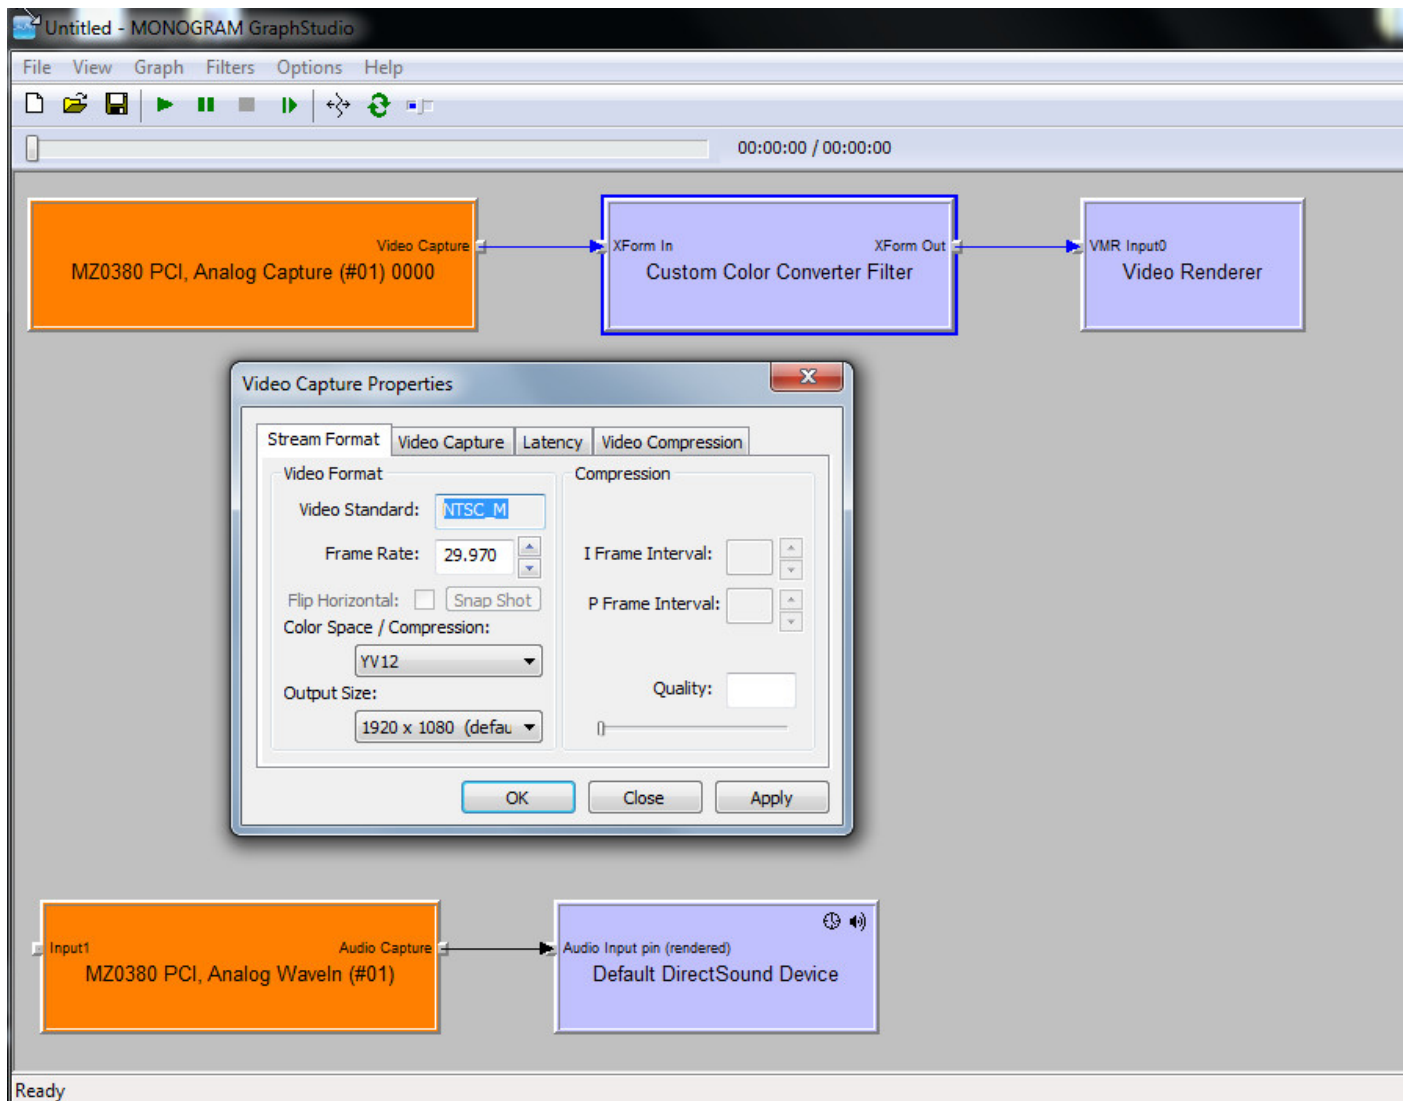 Untitled - MONOGRAM GraphStudio
File View Graph Filters Options Help
00:00:00 / 00:00:00
Video Capture
MZ0380 PCI, Analog Capture (#01) 0000
XForm In XForm Out
Custom Color Converter Filter
VMR Input0
Video Renderer
Video Capture Properties
Stream Format Video Capture Latency Video Compression
Video Format
Video Standard: NTSC_M
Frame Rate: 29.970
Flip Horizontal: Snap Shot
Color Space / Compression:
YV12
Output Size:
1920 x 1080 (defau
Compression
I Frame Interval:
P Frame Interval:
Quality:
OK Close Apply
Input1 Audio Capture
MZ0380 PCI, Analog WaveIn (#01)
Audio Input pin (rendered)
Default DirectSound Device
Ready